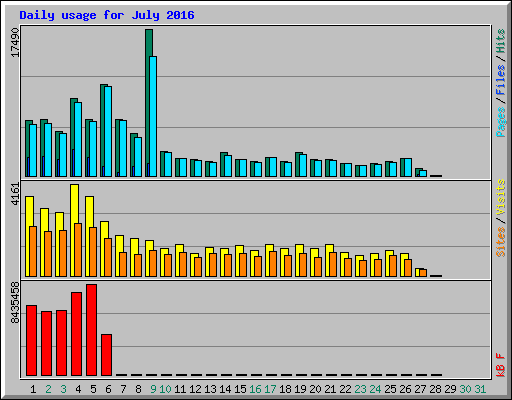 Daily usage for July 2016
17490
Pages / Files / Hits
4161
Sites / Visits
8435458
kB F
1 2 3 4 5 6 7 8 9 10 11 12 13 14 15 16 17 18 19 20 21 22 23 24 25 26 27 28 29 30 31